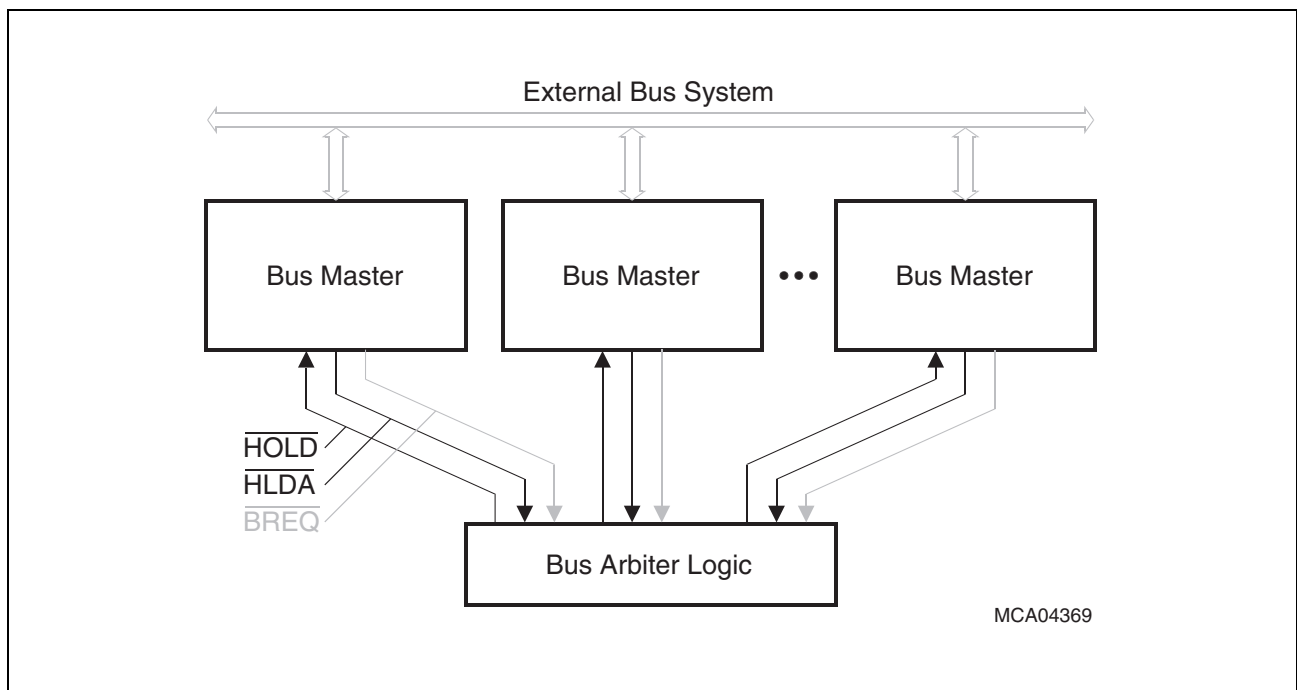 External Bus System
Bus Master
Bus Master
•••
Bus Master
HOLD
HLDA
BREQ
Bus Arbiter Logic
MCA04369